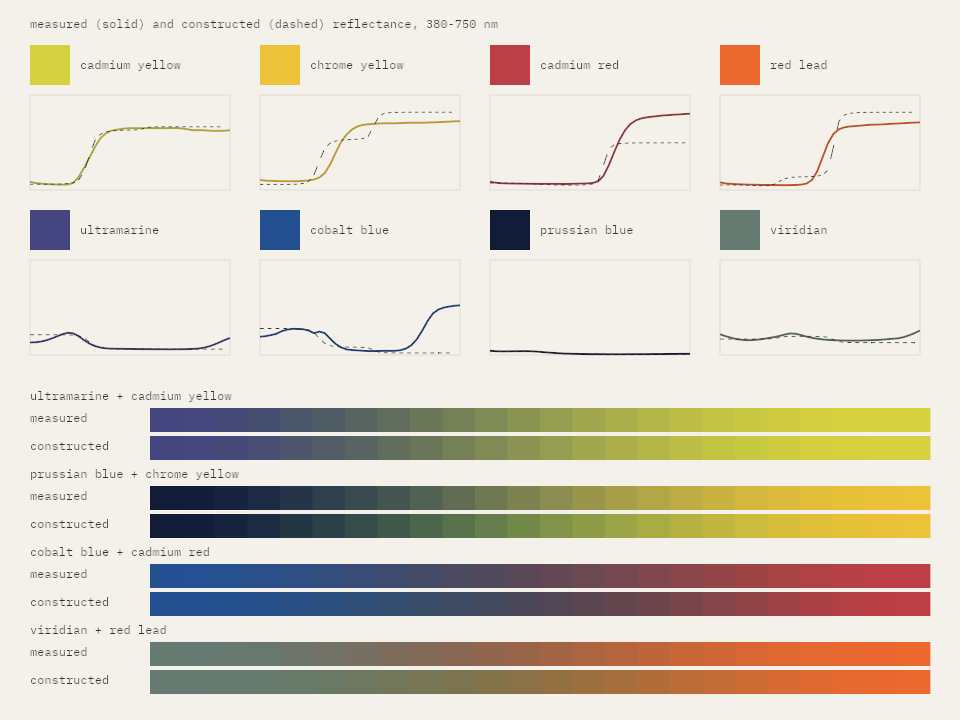 measured (solid) and constructed (dashed) reflectance, 380-750 nm
cadmium yellow
chrome yellow
cadmium red
red lead
ultramarine
cobalt blue
prussian blue
viridian
ultramarine + cadmium yellow
measured
constructed
prussian blue + chrome yellow
measured
constructed
cobalt blue + cadmium red
measured
constructed
viridian + red lead
measured
constructed